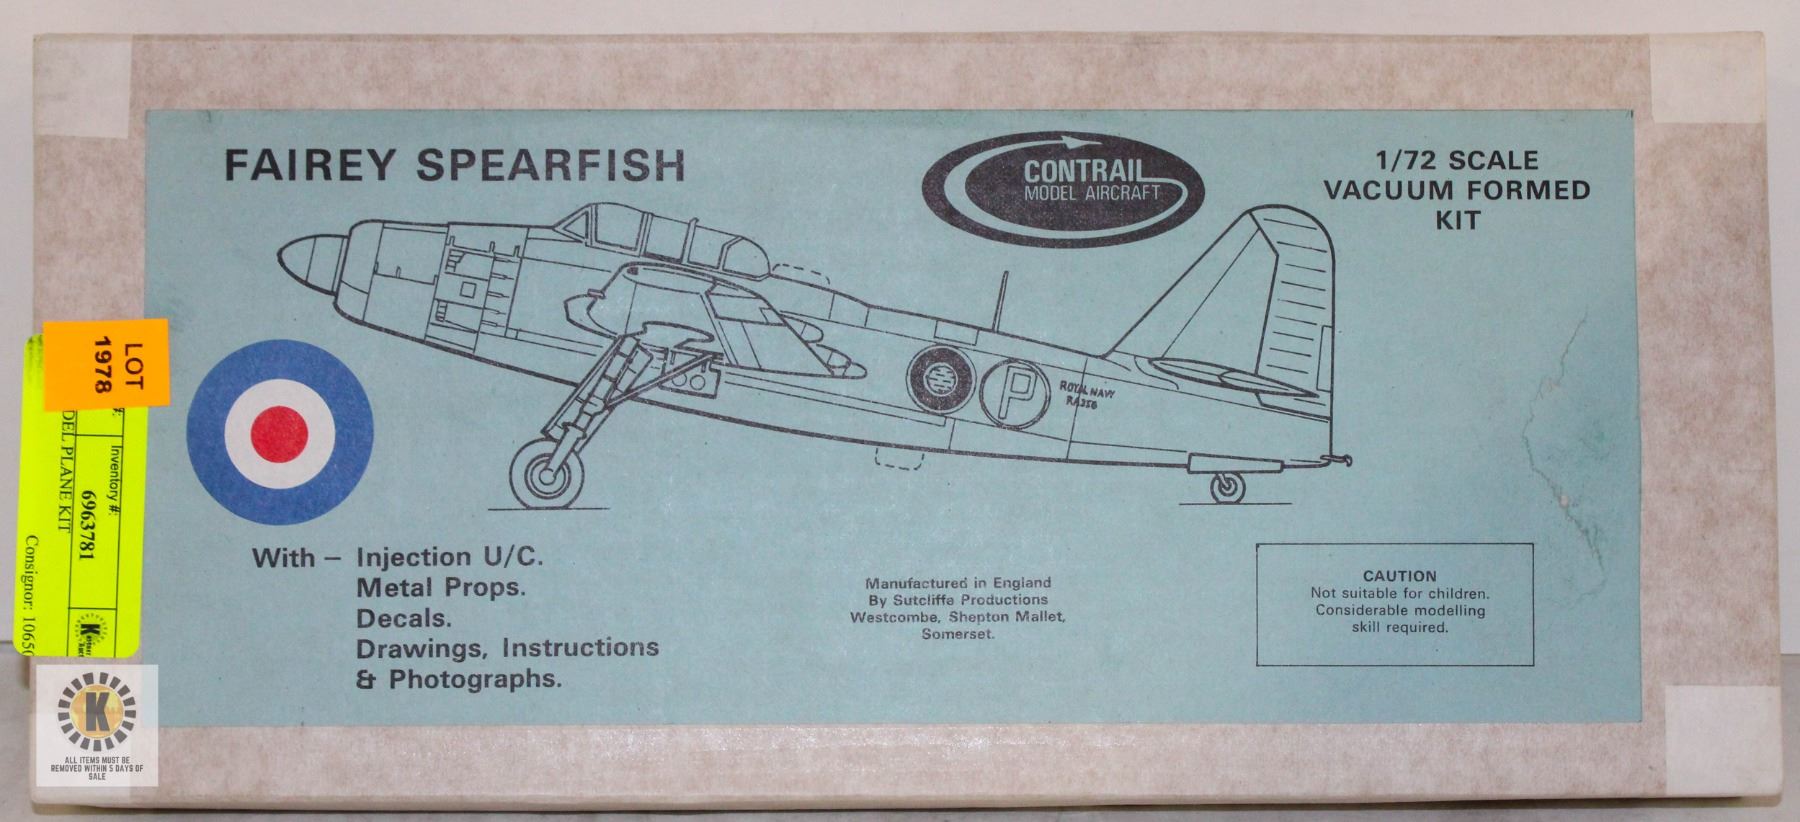 FAIREY SPEARFISH
CONTRAIL
MODEL AIRCRAFT
1/72 SCALE
VACUUM FORMED
KIT
P
ROYAL NAVY
RA356
With – Injection U/C.
Metal Props.
Decals.
Drawings, Instructions
& Photographs.
Manufactured in England
By Sutcliffe Productions
Westcombe, Shepton Mallet,
Somerset.
CAUTION
Not suitable for children.
Considerable modelling
skill required.
LOT
1978
Inventory #:
6963781
DEL PLANE KIT
Consignor: 10650
K
ALL ITEMS MUST BE
REMOVED WITHIN 5 DAYS OF
SALE